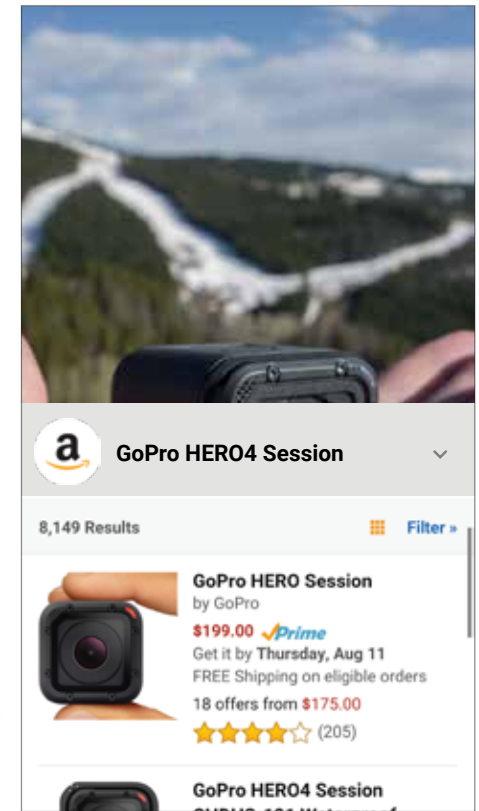 a
GoPro HERO4 Session
8,149 Results
Filter »
GoPro HERO Session
by GoPro
$199.00 Prime
Get it by Thursday, Aug 11
FREE Shipping on eligible orders
18 offers from $175.00
(205)
GoPro HERO4 Session